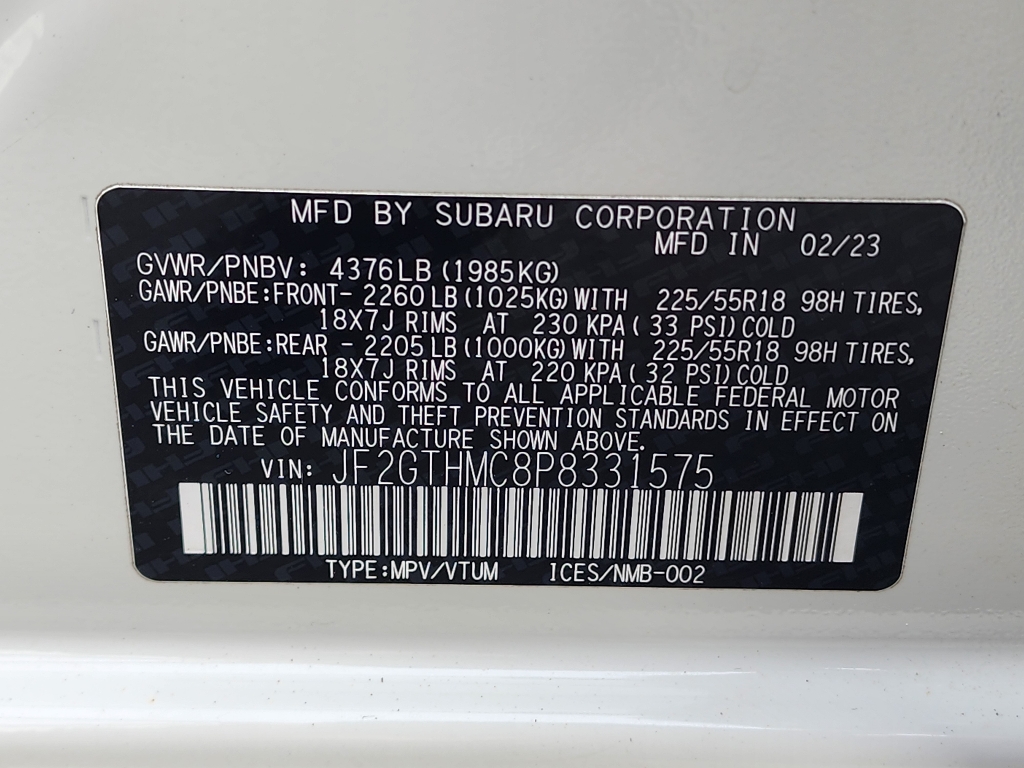 MFD BY SUBARU CORPORATION
MFD IN 02/23
GVWR/PNBV: 4376LB(1985KG)
GAWR/PNBE:FRONT- 2260LB(1025KG)WITH 225/55R18 98H TIRES,
18X7J RIMS AT 230 KPA( 33 PSI)COLD
GAWR/PNBE:REAR - 2205LB(1000KG)WITH 225/55R18 98H TIRES,
18X7J RIMS AT 220 KPA( 32 PSI)COLD
THIS VEHICLE CONFORMS TO ALL APPLICABLE FEDERAL MOTOR
VEHICLE SAFETY AND THEFT PREVENTION STANDARDS IN EFFECT ON
THE DATE OF MANUFACTURE SHOWN ABOVE.
VIN: JF2GTHMC8P8331575
TYPE:MPV/VTUM ICES/NMB-002